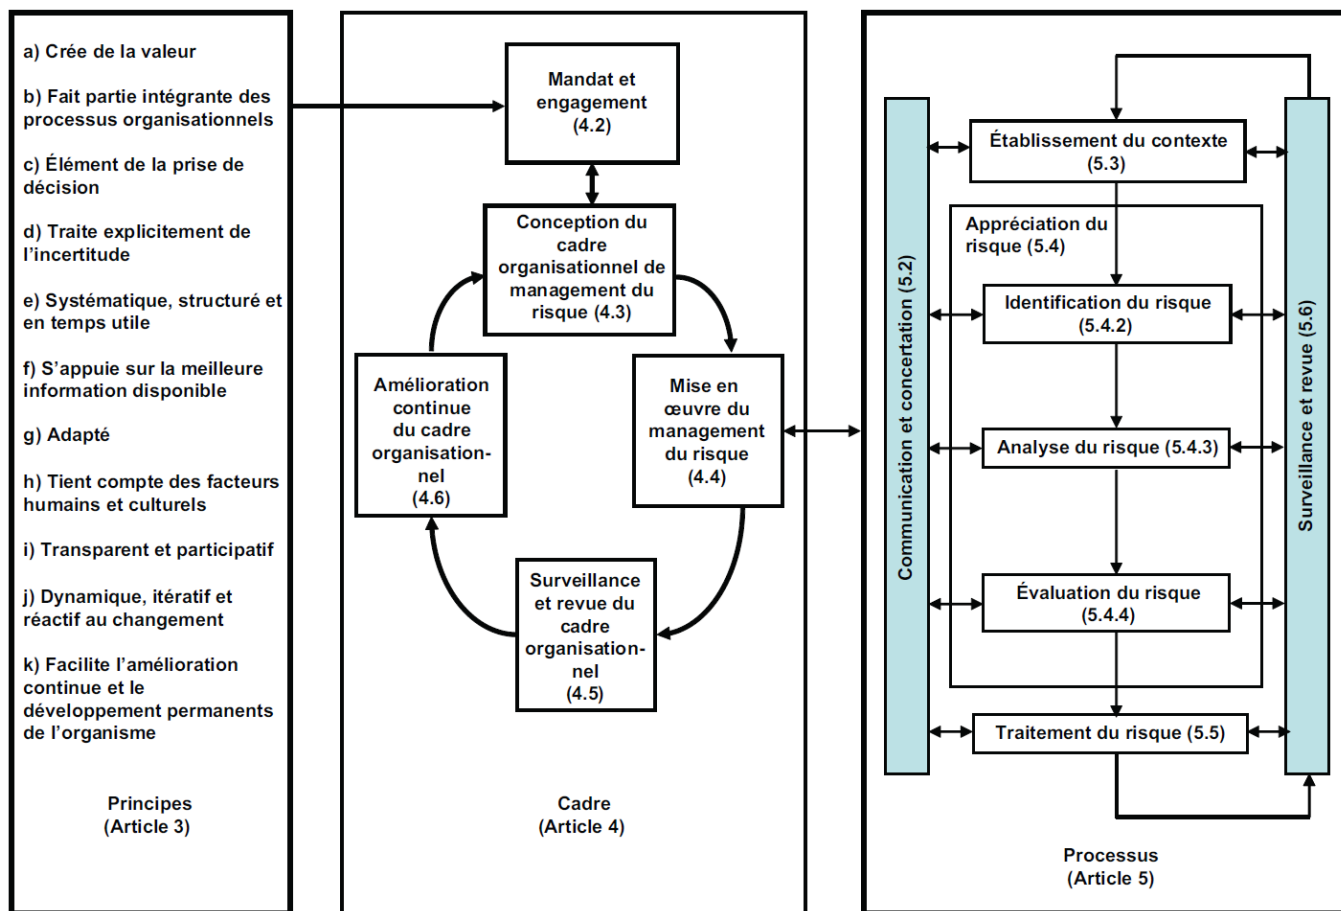 a) Crée de la valeur
b) Fait partie intégrante des
processus organisationnels
c) Élément de la prise de
décision
d) Traite explicitement de
l’incertitude
e) Systématique, structuré et
en temps utile
f) S’appuie sur la meilleure
information disponible
g) Adapté
h) Tient compte des facteurs
humains et culturels
i) Transparent et participatif
j) Dynamique, itératif et
réactif au changement
k) Facilite l’amélioration
continue et le
développement permanents
de l’organisme
Principes
(Article 3)
Mandat et
engagement
(4.2)
Conception du
cadre
organisationnel de
management du
risque (4.3)
Amélioration
continue
du cadre
organisation-
nel
(4.6)
Mise en
œuvre du
management
du risque
(4.4)
Surveillance
et revue du
cadre
organisation-
nel
(4.5)
Cadre
(Article 4)
Communication et concertation (5.2)
Établissement du contexte
(5.3)
Appréciation du
risque (5.4)
Identification du risque
(5.4.2)
Analyse du risque (5.4.3)
Évaluation du risque
(5.4.4)
Traitement du risque (5.5)
Surveillance et revue (5.6)
Processus
(Article 5)